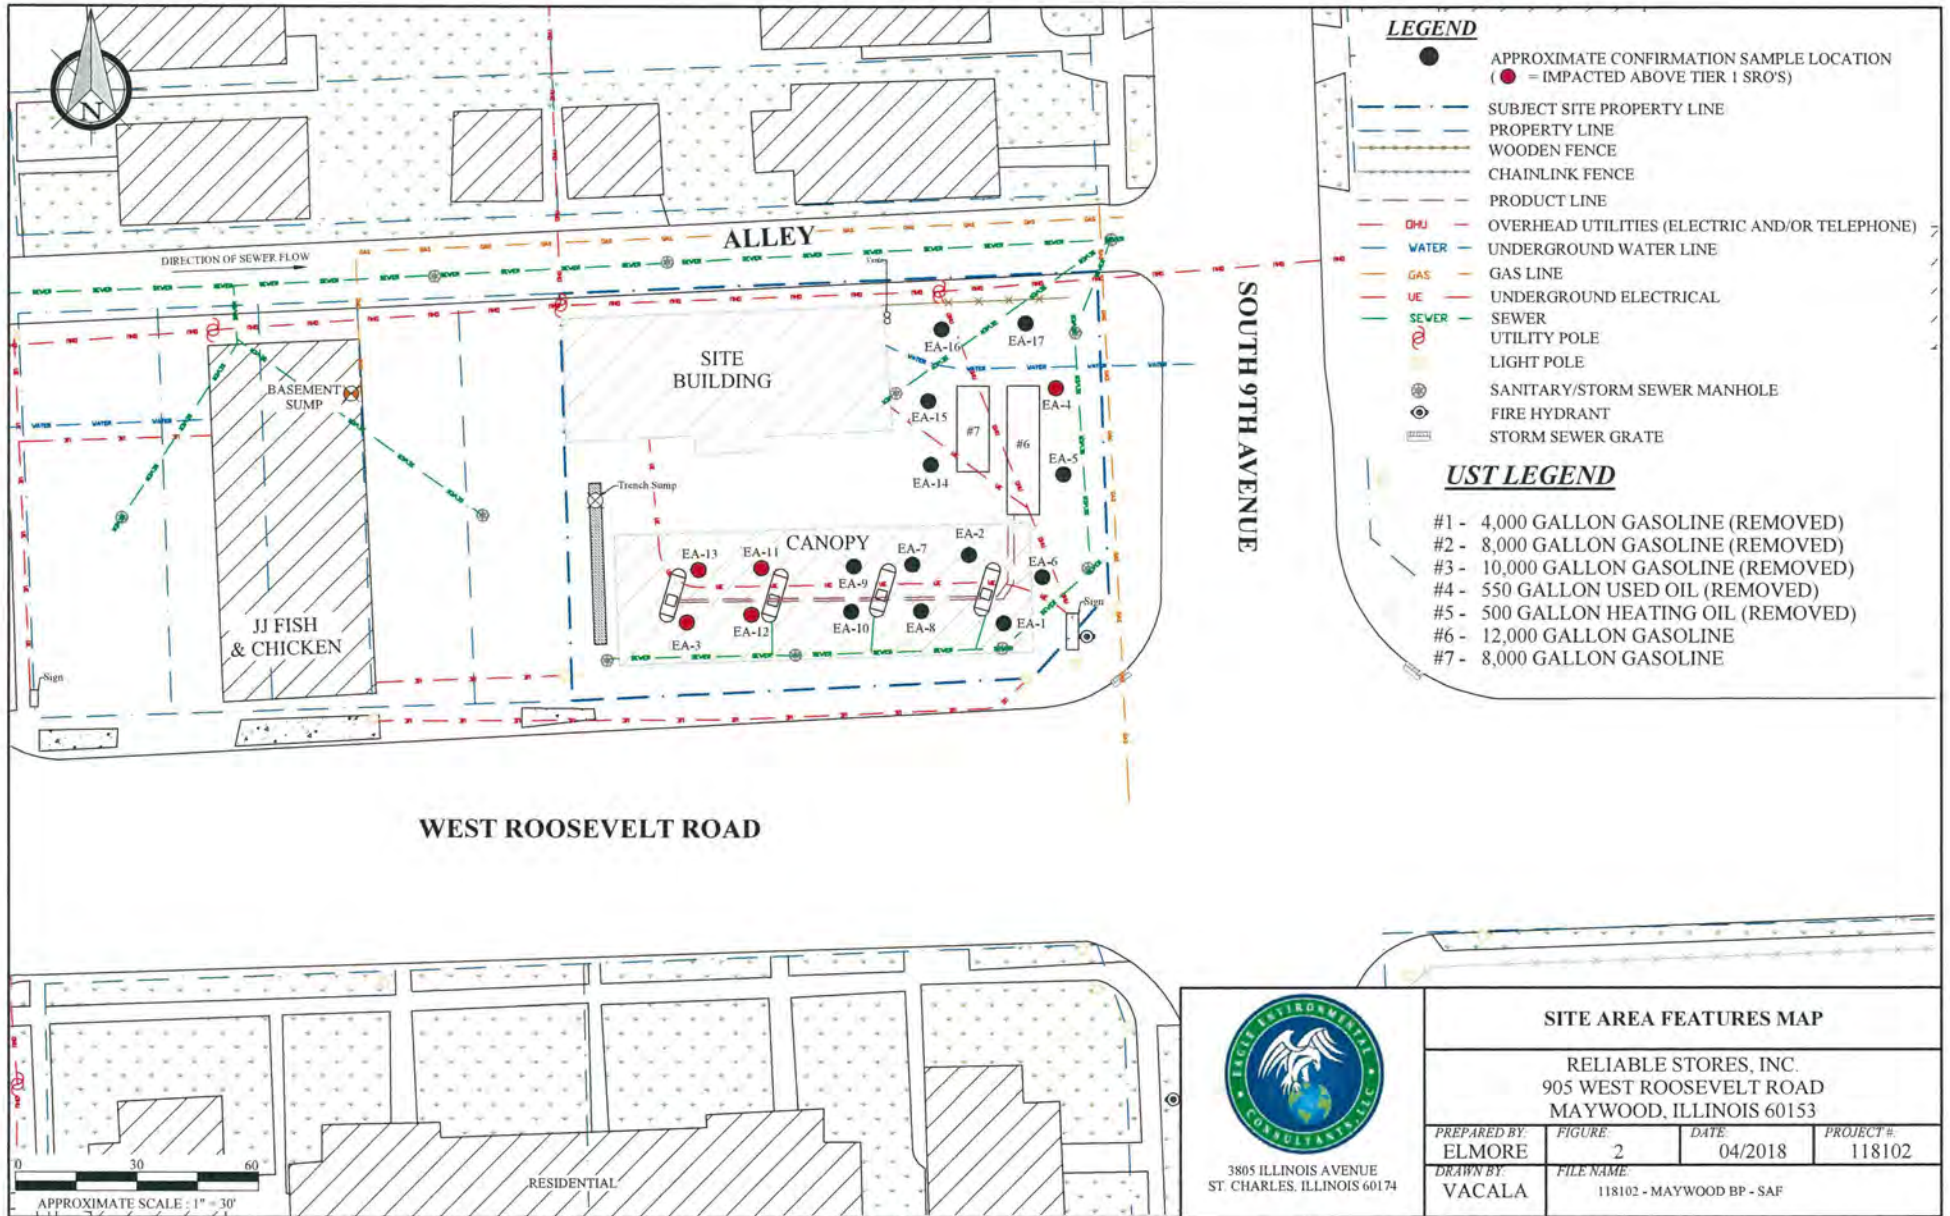 N
LEGEND
APPROXIMATE CONFIRMATION SAMPLE LOCATION
( = IMPACTED ABOVE TIER 1 SRO'S)
SUBJECT SITE PROPERTY LINE
PROPERTY LINE
WOODEN FENCE
CHAINLINK FENCE
PRODUCT LINE
OHU OVERHEAD UTILITIES (ELECTRIC AND/OR TELEPHONE)
WATER UNDERGROUND WATER LINE
GAS GAS LINE
UE UNDERGROUND ELECTRICAL
SEWER SEWER
UTILITY POLE
LIGHT POLE
SANITARY/STORM SEWER MANHOLE
FIRE HYDRANT
STORM SEWER GRATE
UST LEGEND
#1 - 4,000 GALLON GASOLINE (REMOVED)
#2 - 8,000 GALLON GASOLINE (REMOVED)
#3 - 10,000 GALLON GASOLINE (REMOVED)
#4 - 550 GALLON USED OIL (REMOVED)
#5 - 500 GALLON HEATING OIL (REMOVED)
#6 - 12,000 GALLON GASOLINE
#7 - 8,000 GALLON GASOLINE
ALLEY
DIRECTION OF SEWER FLOW
SITE
BUILDING
SOUTH 9TH AVENUE
EA-16
EA-17
EA-15
EA-4
#7
#6
EA-14
EA-5
BASEMENT
SUMP
Trench Sump
CANOPY
EA-13
EA-11
EA-9
EA-7
EA-2
EA-6
EA-3
EA-12
EA-10
EA-8
EA-1
Sign
JJ FISH
& CHICKEN
Sign
WEST ROOSEVELT ROAD
RESIDENTIAL
0 30 60
APPROXIMATE SCALE : 1" = 30'
EAGLE ENVIRONMENTAL
CONSULTANTS, LLC
3805 ILLINOIS AVENUE
ST. CHARLES, ILLINOIS 60174
SITE AREA FEATURES MAP
RELIABLE STORES, INC.
905 WEST ROOSEVELT ROAD
MAYWOOD, ILLINOIS 60153
PREPARED BY: FIGURE: DATE: PROJECT #:
ELMORE 2 04/2018 118102
DRAWN BY: FILE NAME:
VACALA 118102 - MAYWOOD BP - SAF